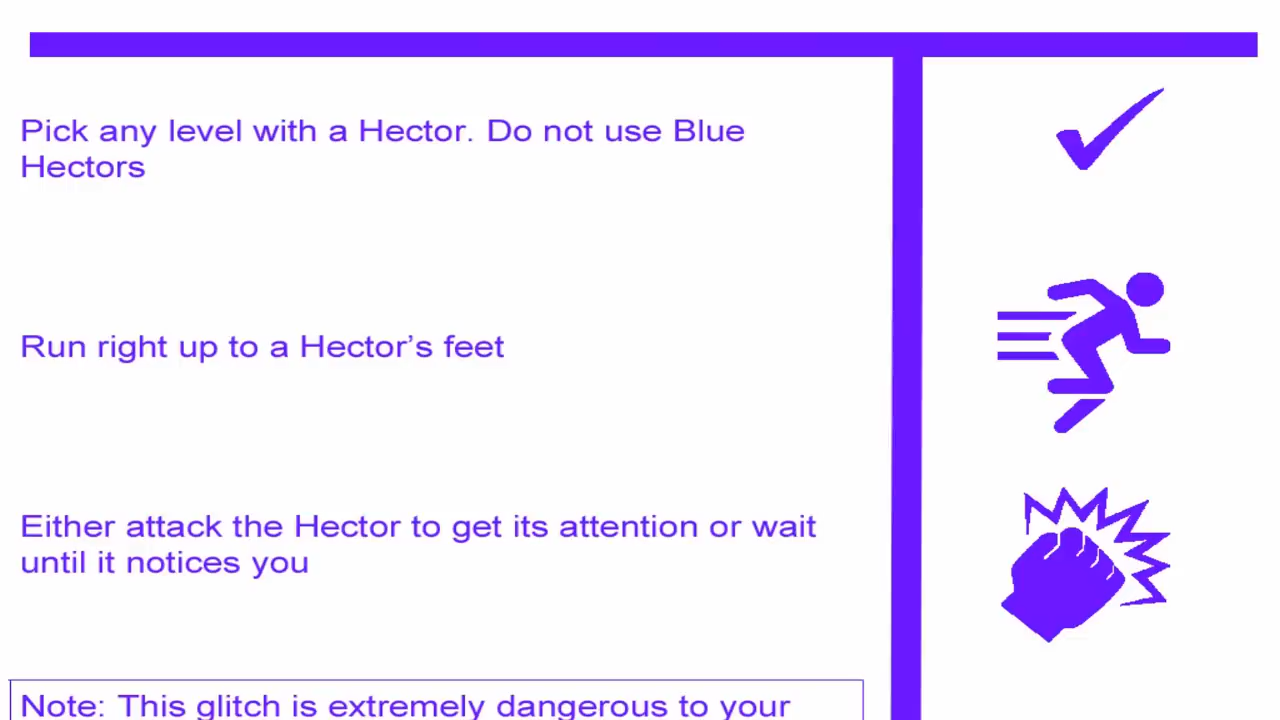 Pick any level with a Hector. Do not use Blue
Hectors
Run right up to a Hector’s feet
Either attack the Hector to get its attention or wait
until it notices you
Note: This glitch is extremely dangerous to your